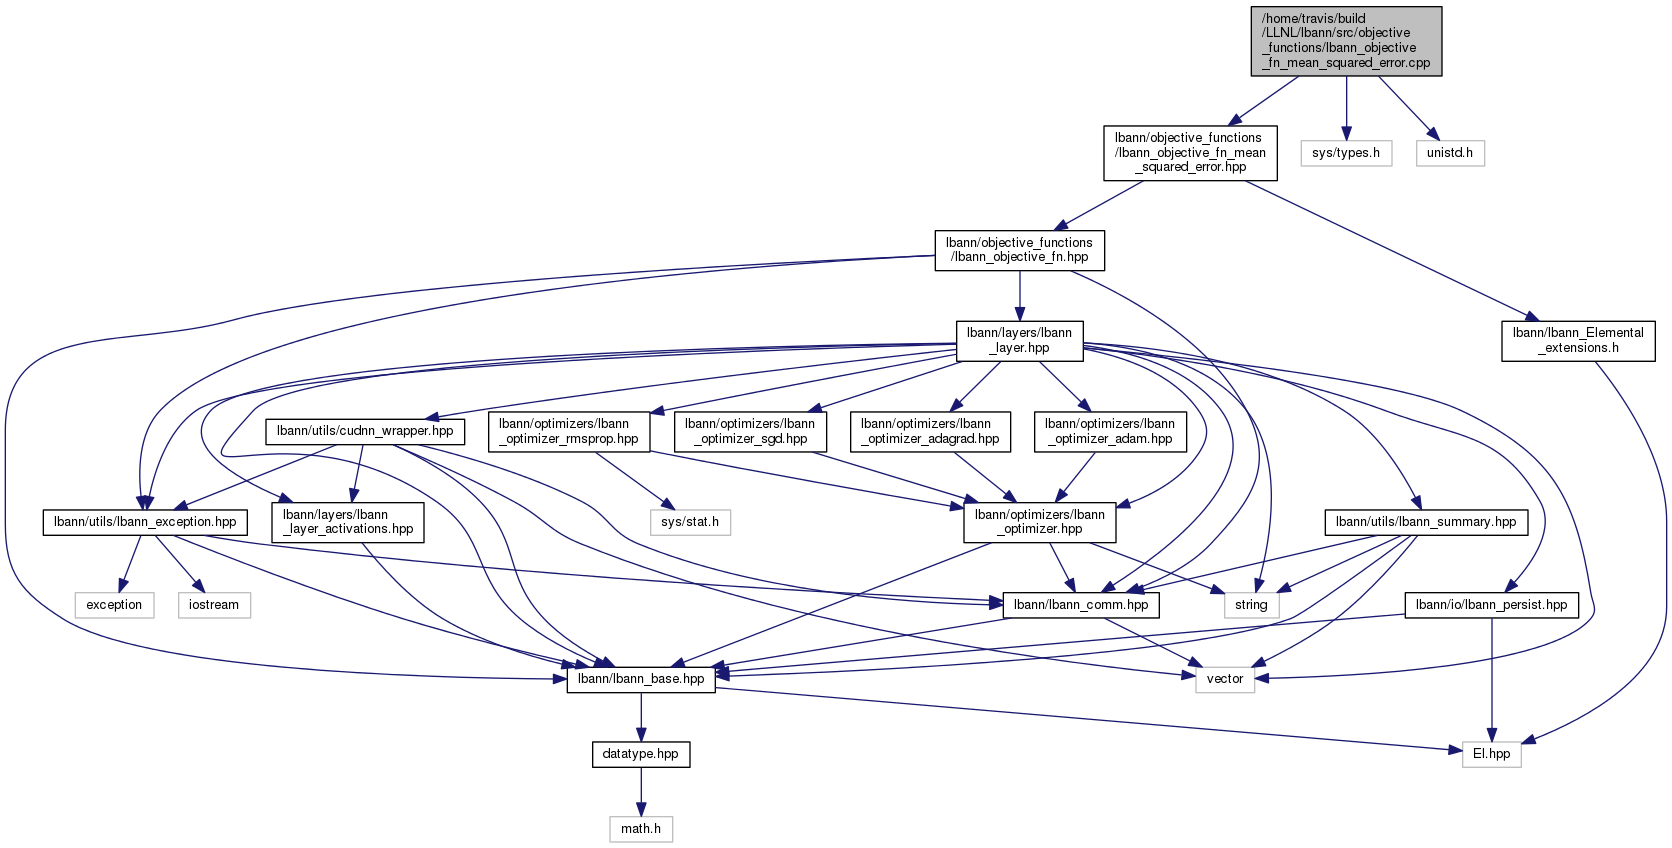 /home/travis/build
/LLNL/lbann/src/objective
_functions/lbann_objective
_fn_mean_squared_error.cpp
lbann/objective_functions
/lbann_objective_fn_mean
_squared_error.hpp
sys/types.h
unistd.h
lbann/objective_functions
/lbann_objective_fn.hpp
lbann/layers/lbann
_layer.hpp
lbann/lbann_Elemental
_extensions.h
lbann/utils/cudnn_wrapper.hpp
lbann/optimizers/lbann
_optimizer_rmsprop.hpp
lbann/optimizers/lbann
_optimizer_sgd.hpp
lbann/optimizers/lbann
_optimizer_adagrad.hpp
lbann/optimizers/lbann
_optimizer_adam.hpp
lbann/utils/lbann_exception.hpp
lbann/layers/lbann
_layer_activations.hpp
sys/stat.h
lbann/optimizers/lbann
_optimizer.hpp
lbann/utils/lbann_summary.hpp
exception
iostream
lbann/lbann_comm.hpp
string
lbann/io/lbann_persist.hpp
lbann/lbann_base.hpp
vector
datatype.hpp
El.hpp
math.h